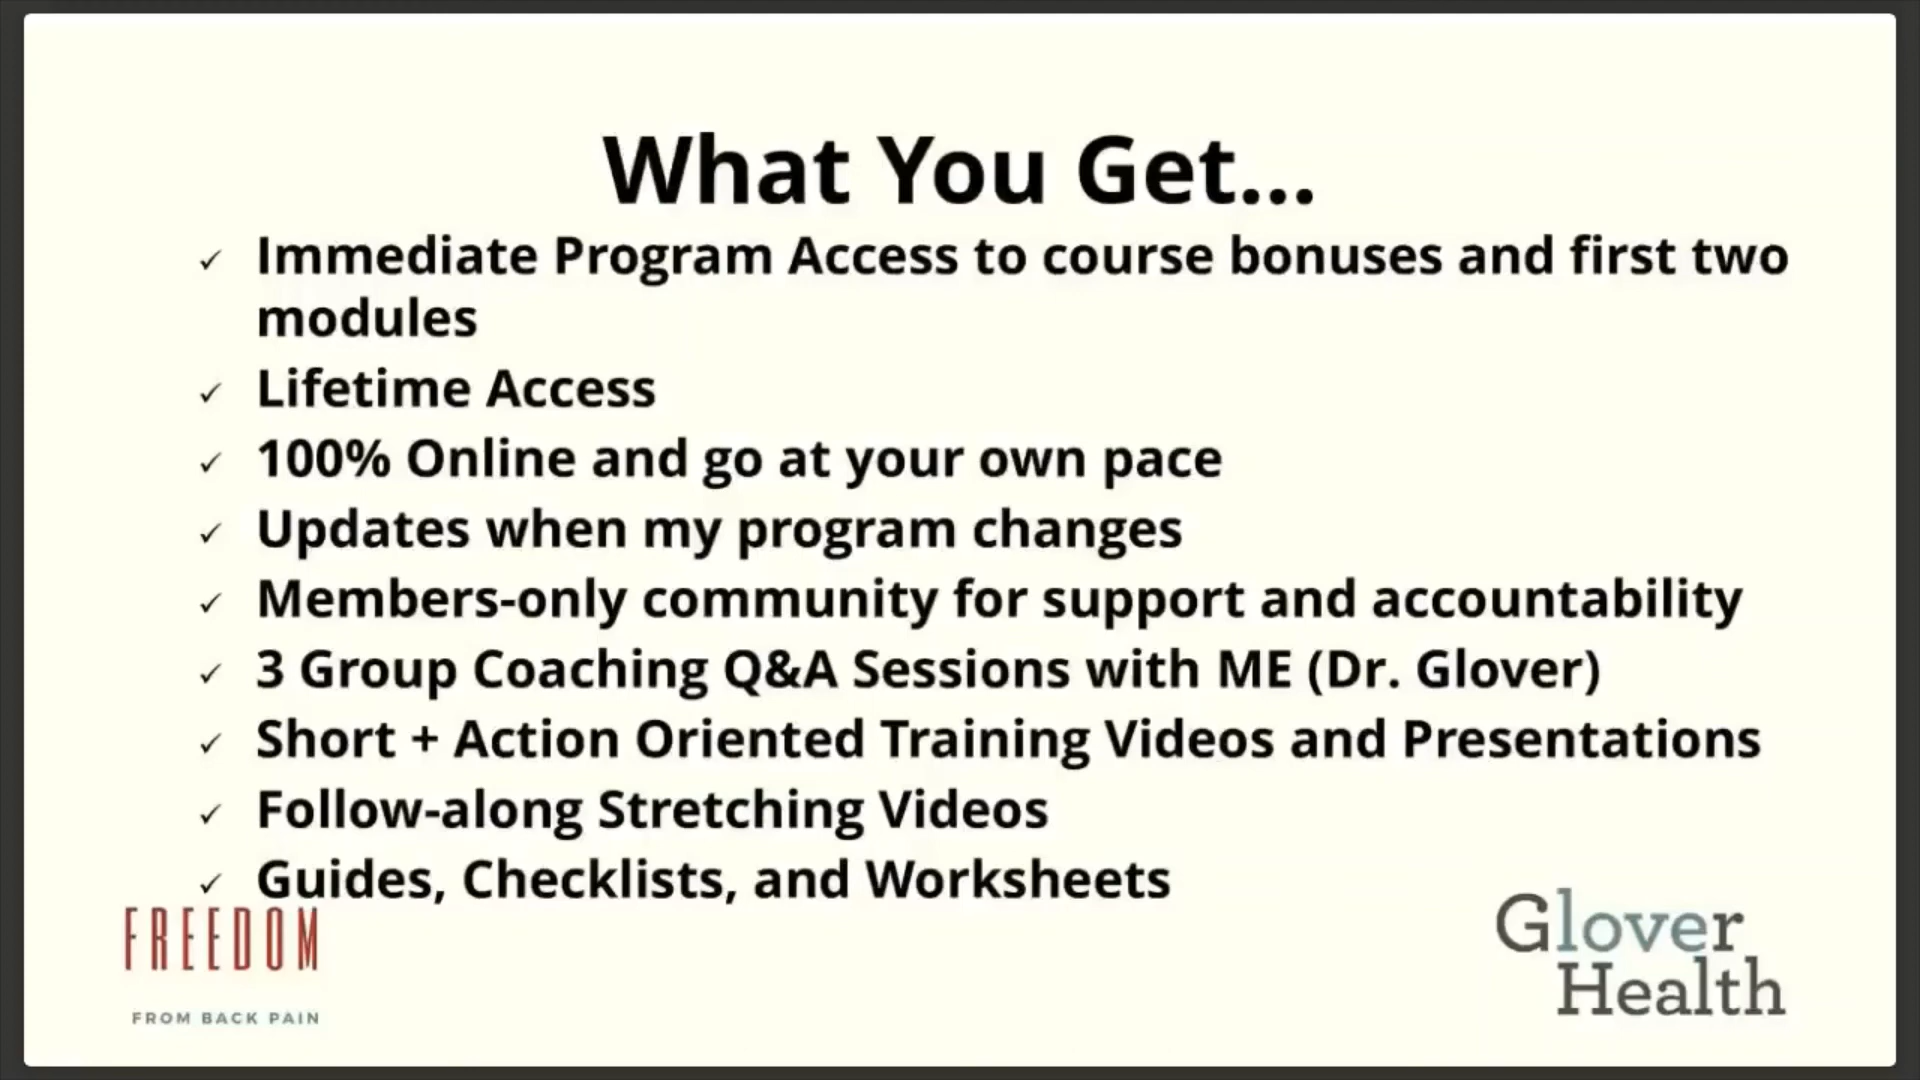 What You Get...
✓ Immediate Program Access to course bonuses and first two
modules
✓ Lifetime Access
✓ 100% Online and go at your own pace
✓ Updates when my program changes
✓ Members-only community for support and accountability
✓ 3 Group Coaching Q&A Sessions with ME (Dr. Glover)
✓ Short + Action Oriented Training Videos and Presentations
✓ Follow-along Stretching Videos
✓ Guides, Checklists, and Worksheets
FREEDOM
FROM BACK PAIN
Glover
Health